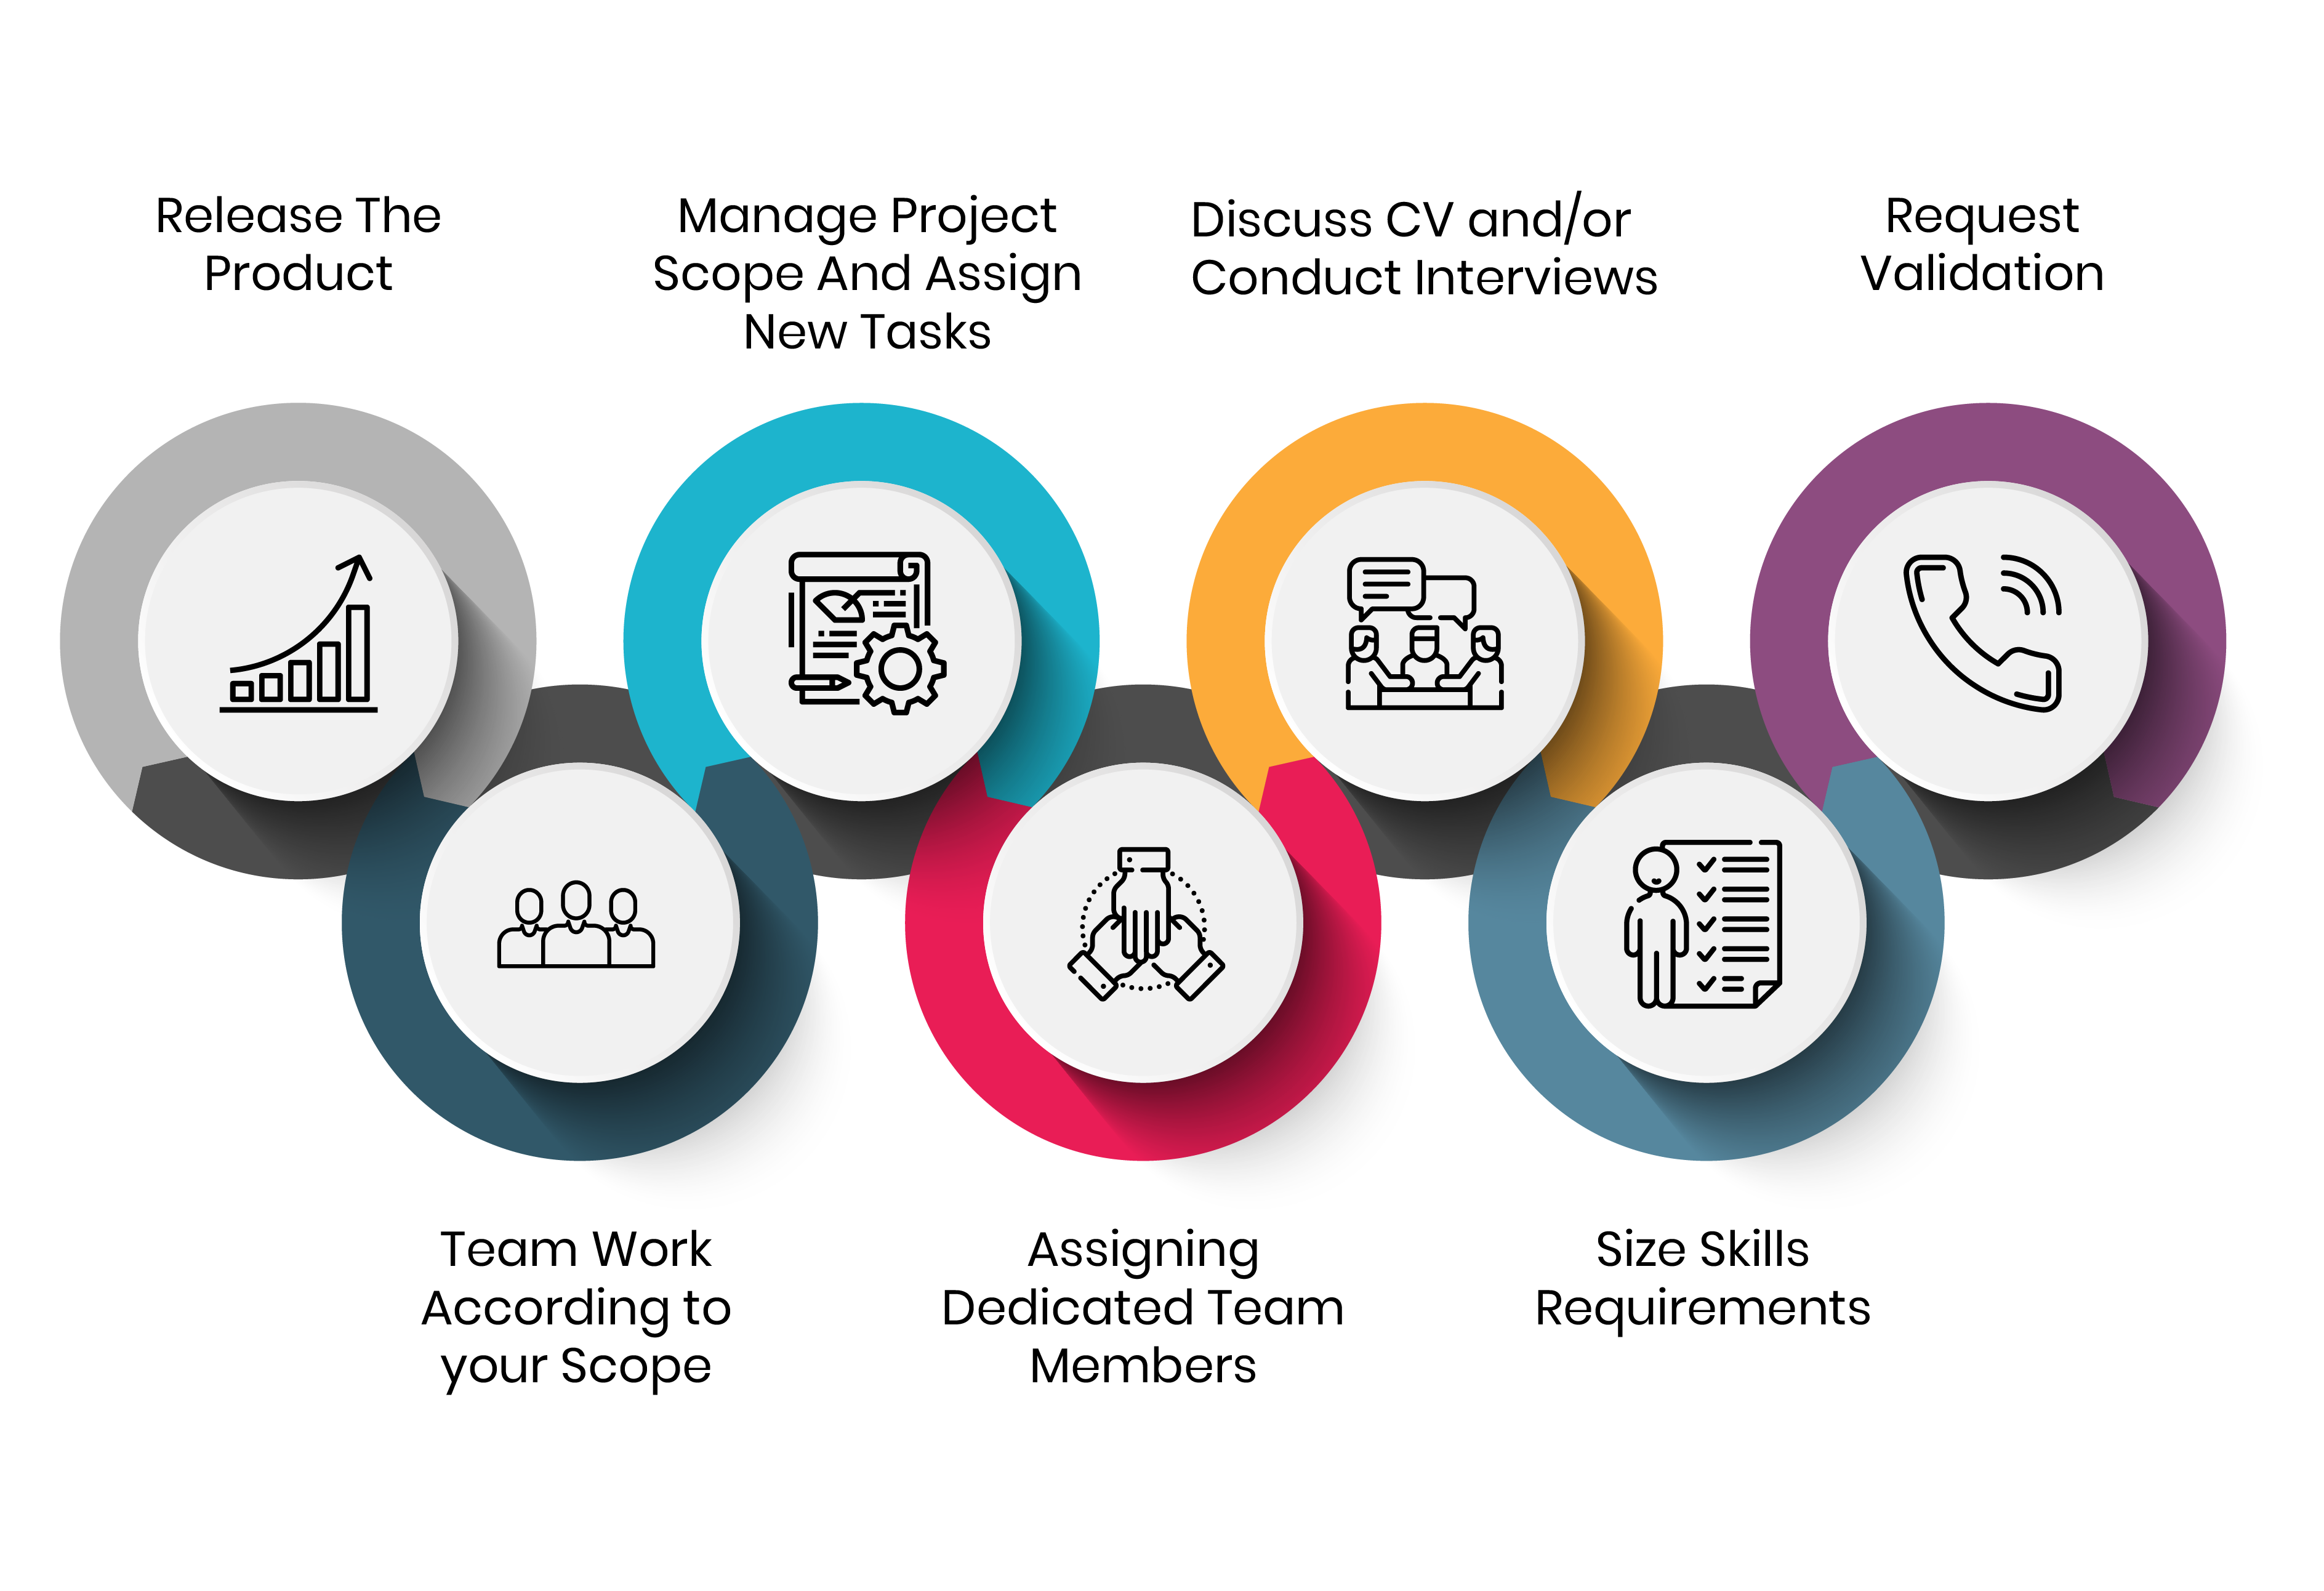 Release The
Product
Manage Project
Scope And Assign
New Tasks
Discuss CV and/or
Conduct Interviews
Request
Validation
Team Work
According to
your Scope
Assigning
Dedicated Team
Members
Size Skills
Requirements